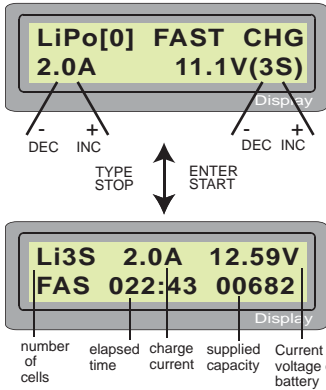 LiPo[0] FAST CHG
2.0A 11.1V(3S)
Display
- + - +
DEC INC DEC INC
TYPE ENTER
STOP START
Li3S 2.0A 12.59V
FAS 022:43 00682
Display
number elapsed charge supplied Current
of time current capacity voltage
cells battery